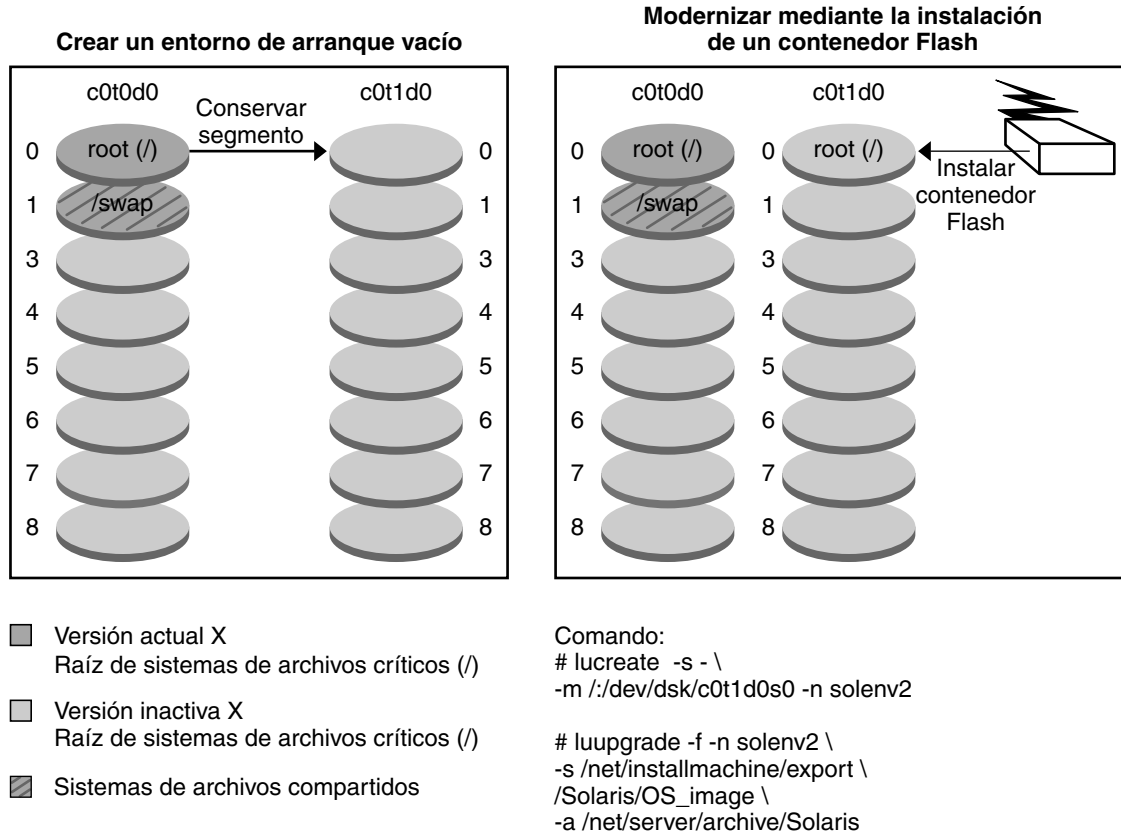 Crear un entorno de arranque vacío
c0t0d0
c0t1d0
Conservar
segmento
0 root (/) 0
1 /swap 1
3 3
4 4
5 5
6 6
7 7
8 8
Modernizar mediante la instalación
de un contenedor Flash
c0t0d0
c0t1d0
0 root (/) 0 root (/)
1 /swap 1
Instalar
contenedor
Flash
3 3
4 4
5 5
6 6
7 7
8 8
Versión actual X
Raíz de sistemas de archivos críticos (/)
Versión inactiva X
Raíz de sistemas de archivos críticos (/)
Sistemas de archivos compartidos
Comando:
# lucreate -s - \
-m /:/dev/dsk/c0t1d0s0 -n solenv2
# luupgrade -f -n solenv2 \
-s /net/installmachine/export \
/Solaris/OS_image \
-a /net/server/archive/Solaris